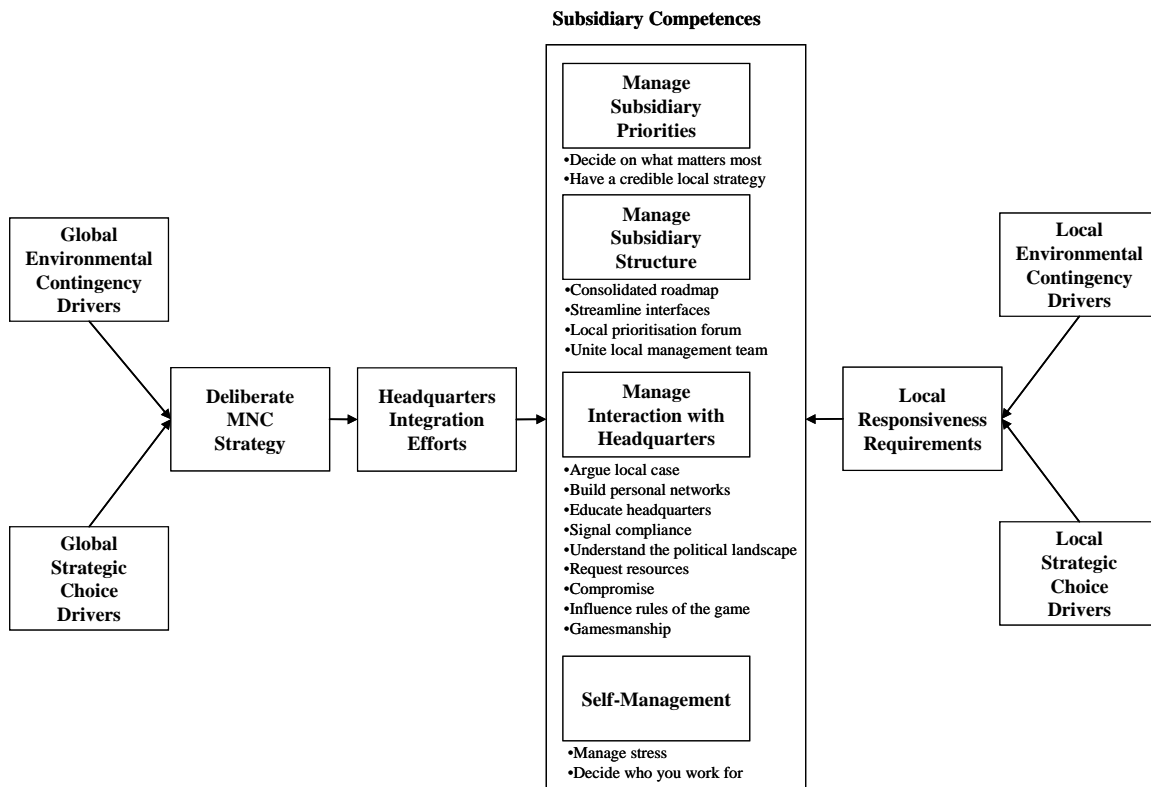 Subsidiary Competences
Manage
Subsidiary
Priorities
•Decide on what matters most
•Have a credible local strategy
Manage
Subsidiary
Structure
•Consolidated roadmap
•Streamline interfaces
•Local prioritisation forum
•Unite local management team
Global
Environmental
Contingency
Drivers
Local
Environmental
Contingency
Drivers
Deliberate
MNC
Strategy
Headquarters
Integration
Efforts
Manage
Interaction with
Headquarters
•Argue local case
•Build personal networks
•Educate headquarters
•Signal compliance
•Understand the political landscape
•Request resources
•Compromise
•Influence rules of the game
•Gamesmanship
Local
Responsiveness
Requirements
Global
Strategic
Choice
Drivers
Local
Strategic
Choice
Drivers
Self-Management
•Manage stress
•Decide who you work for